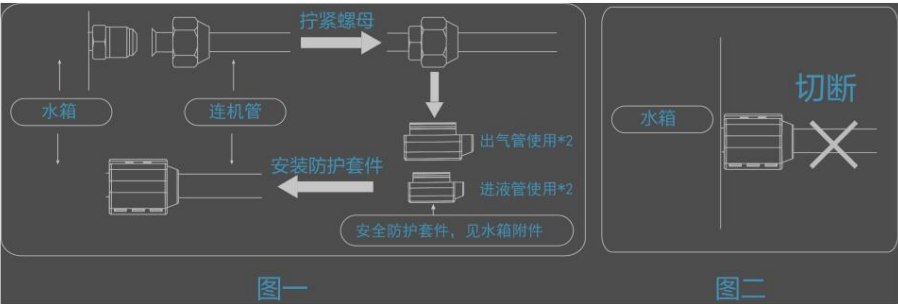 拧紧螺母
切断
水箱
连机管
水箱
出气管使用*2
安装防护套件
进液管使用*2
安全防护套件，见水箱附件
图一
图二